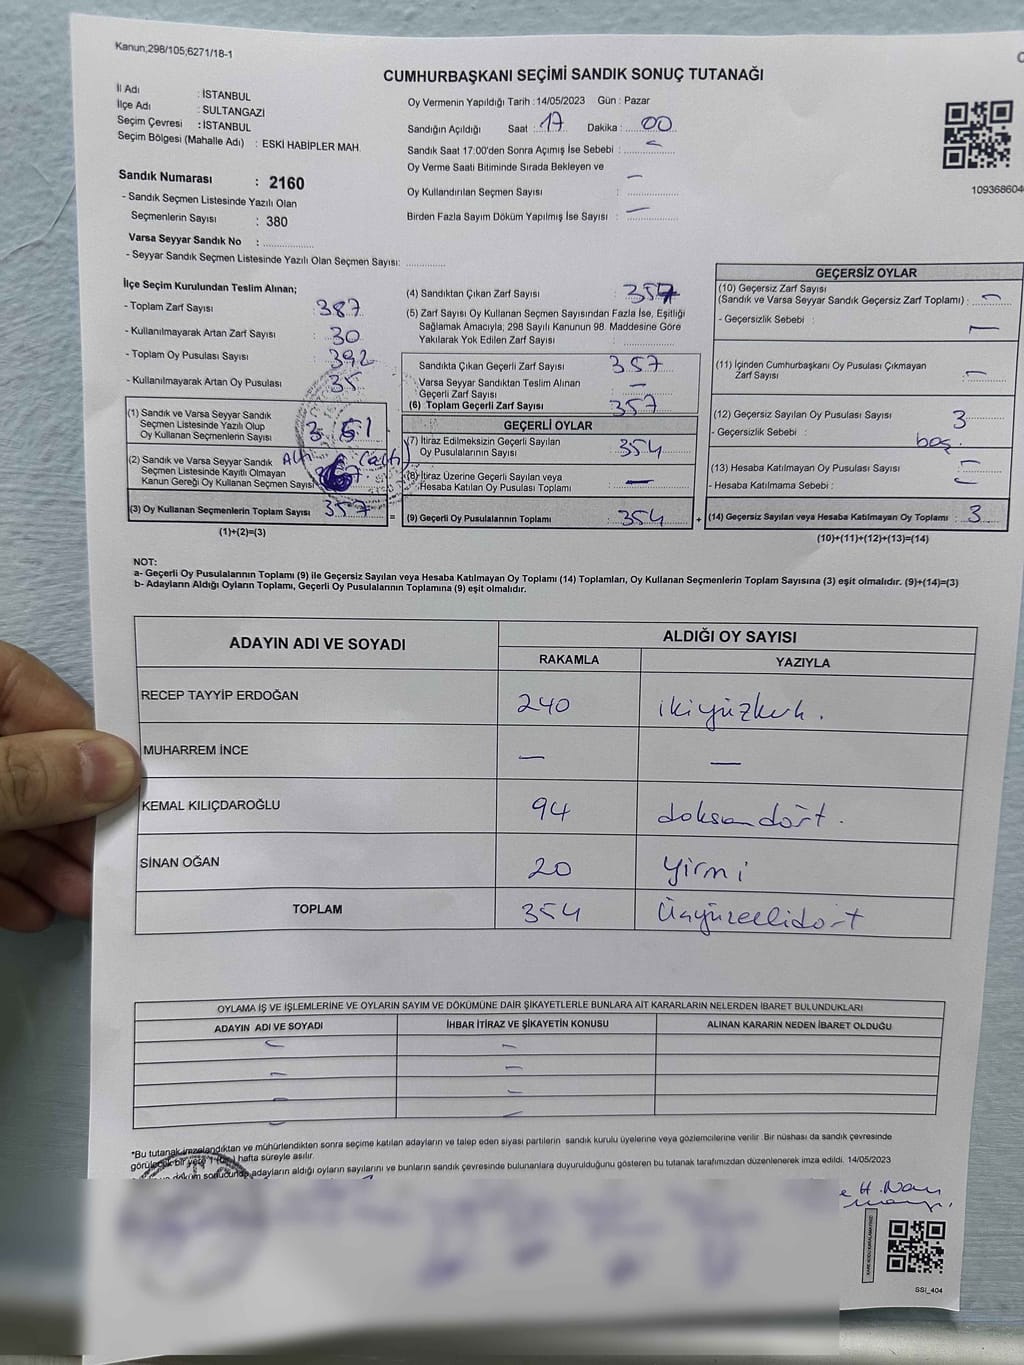 Kanun;298/105;6271/18-1
CUMHURBAŞKANI SEÇİMİ SANDIK SONUÇ TUTANAĞI
İl Adı : İSTANBUL
İlçe Adı : SULTANGAZİ
Seçim Çevresi : İSTANBUL
Seçim Bölgesi (Mahalle Adı) : ESKİ HABİPLER MAH.
Sandık Numarası : 2160
- Sandık Seçmen Listesinde Yazılı Olan
Seçmenlerin Sayısı : 380
Varsa Seyyar Sandık No :
- Seyyar Sandık Seçmen Listesinde Yazılı Olan Seçmen Sayısı:
Oy Vermenin Yapıldığı Tarih : 14/05/2023 Gün : Pazar
Sandığın Açıldığı Saat : 17 Dakika : 00
Sandık Saat 17:00'den Sonra Açımış İse Sebebi : -
Oy Verme Saati Bitiminde Sırada Bekleyen ve
Oy Kullandırılan Seçmen Sayısı : -
Birden Fazla Sayım Döküm Yapılmış İse Sayısı : -
109368604
İlçe Seçim Kurulundan Teslim Alınan;
- Toplam Zarf Sayısı : 387
- Kullanılmayarak Artan Zarf Sayısı : 30
- Toplam Oy Pusulası Sayısı : 392
- Kullanılmayarak Artan Oy Pusulası : 35
(1) Sandık ve Varsa Seyyar Sandık
Seçmen Listesinde Yazılı Olup
Oy Kullanan Seçmenlerin Sayısı : 351
(2) Sandık ve Varsa Seyyar Sandık
Seçmen Listesinde Kayıtlı Olmayan
Kanun Gereği Oy Kullanan Seçmen Sayısı
Altı 6 (altı)
(3) Oy Kullanan Seçmenlerin Toplam Sayısı : 357
(1)+(2)=(3)
(4) Sandıktan Çıkan Zarf Sayısı : 357
(5) Zarf Sayısı Oy Kullanan Seçmen Sayısından Fazla İse, Eşitliği
Sağlamak Amacıyla; 298 Sayılı Kanunun 98. Maddesine Göre
Yakılarak Yok Edilen Zarf Sayısı :
Sandıkta Çıkan Geçerli Zarf Sayısı : 357
Varsa Seyyar Sandıktan Teslim Alınan
Geçerli Zarf Sayısı : -
(6) Toplam Geçerli Zarf Sayısı : 357
GEÇERLİ OYLAR
(7) İtiraz Edilmeksizin Geçerli Sayılan
Oy Pusulalarının Sayısı : 354
(8) İtiraz Üzerine Geçerli Sayılan veya
Hesaba Katılan Oy Pusulası Toplamı : -
(9) Geçerli Oy Pusulalarının Toplamı : 354
GEÇERSİZ OYLAR
(10) Geçersiz Zarf Sayısı
(Sandık ve Varsa Seyyar Sandık Geçersiz Zarf Toplamı) : -
- Geçersizlik Sebebi : -
(11) İçinden Cumhurbaşkanı Oy Pusulası Çıkmayan
Zarf Sayısı : -
(12) Geçersiz Sayılan Oy Pusulası Sayısı : 3
- Geçersizlik Sebebi : boş.
(13) Hesaba Katılmayan Oy Pusulası Sayısı : -
- Hesaba Katılmama Sebebi : -
(14) Geçersiz Sayılan veya Hesaba Katılmayan Oy Toplamı : 3
(10)+(11)+(12)+(13)=(14)
NOT:
a- Geçerli Oy Pusulalarının Toplamı (9) ile Geçersiz Sayılan veya Hesaba Katılmayan Oy Toplamı (14) Toplamları, Oy Kullanan Seçmenlerin Toplam Sayısına (3) eşit olmalıdır. (9)+(14)=(3)
b- Adayların Aldığı Oyların Toplamı, Geçerli Oy Pusulalarının Toplamına (9) eşit olmalıdır.
ADAYIN ADI VE SOYADI ALDIĞI OY SAYISI
RAKAMLA YAZIYLA
RECEP TAYYİP ERDOĞAN 240 ikiyüzkırk.
MUHARREM İNCE - -
KEMAL KILIÇDAROĞLU 94 doksandört.
SİNAN OĞAN 20 yirmi
TOPLAM 354 Üçyüzellidört
OYLAMA İŞ VE İŞLEMLERİNE VE OYLARIN SAYIM VE DÖKÜMÜNE DAİR ŞİKAYETLERLE BUNLARA AİT KARARLARIN NELERDEN İBARET BULUNDUKLARI
ADAYIN ADI VE SOYADI İHBAR İTİRAZ VE ŞİKAYETİN KONUSU ALINAN KARARIN NEDEN İBARET OLDUĞU
- -
- -
- -
- -
*Bu tutanak imzalandıktan ve mühürlendikten sonra seçime katılan adayların ve talep eden siyasi partilerin sandık kurulu üyelerine veya gözlemcilerine verilir. Bir nüshası da sandık çevresinde
görülecek bir yere 1 (bir) hafta süreyle asılır.
döküm sonucunda adayların aldığı oyların sayılarını ve bunların sandık çevresinde bulunanlara duyurulduğunu gösteren bu tutanak tarafımızdan düzenlenerek imza edildi. 14/05/2023
SSİ_404